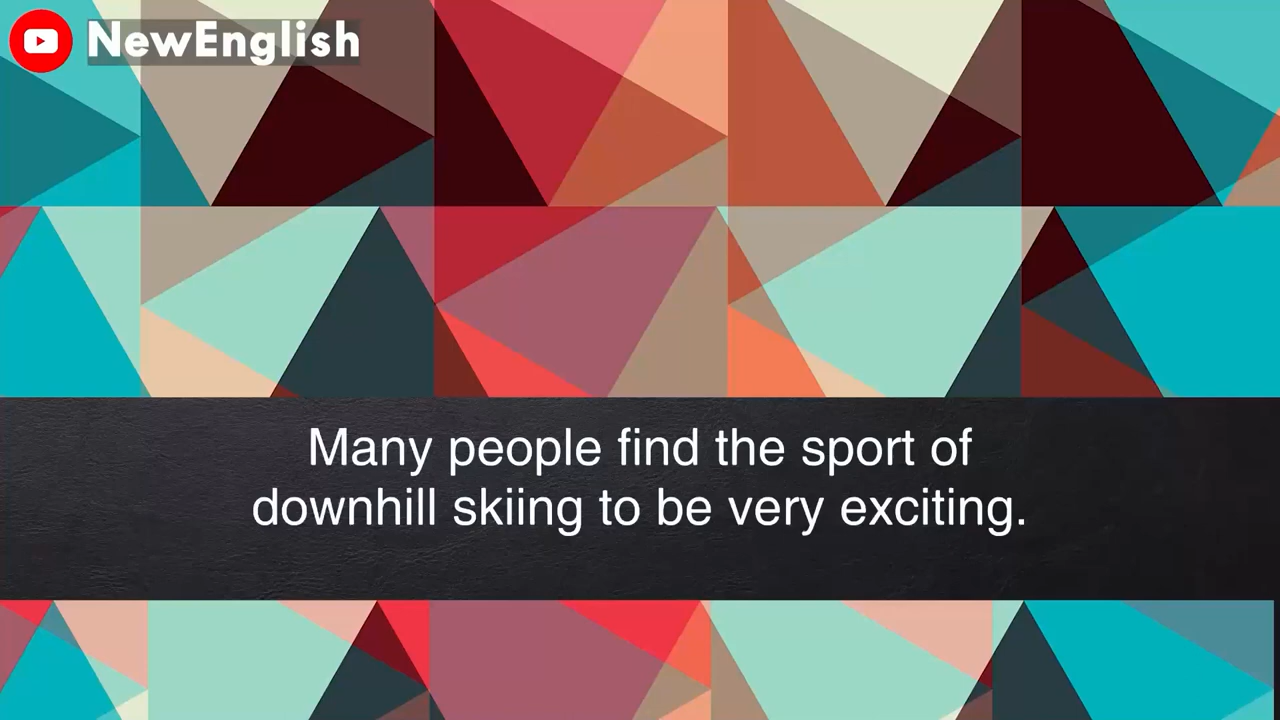 NewEnglish
Many people find the sport of
downhill skiing to be very exciting.